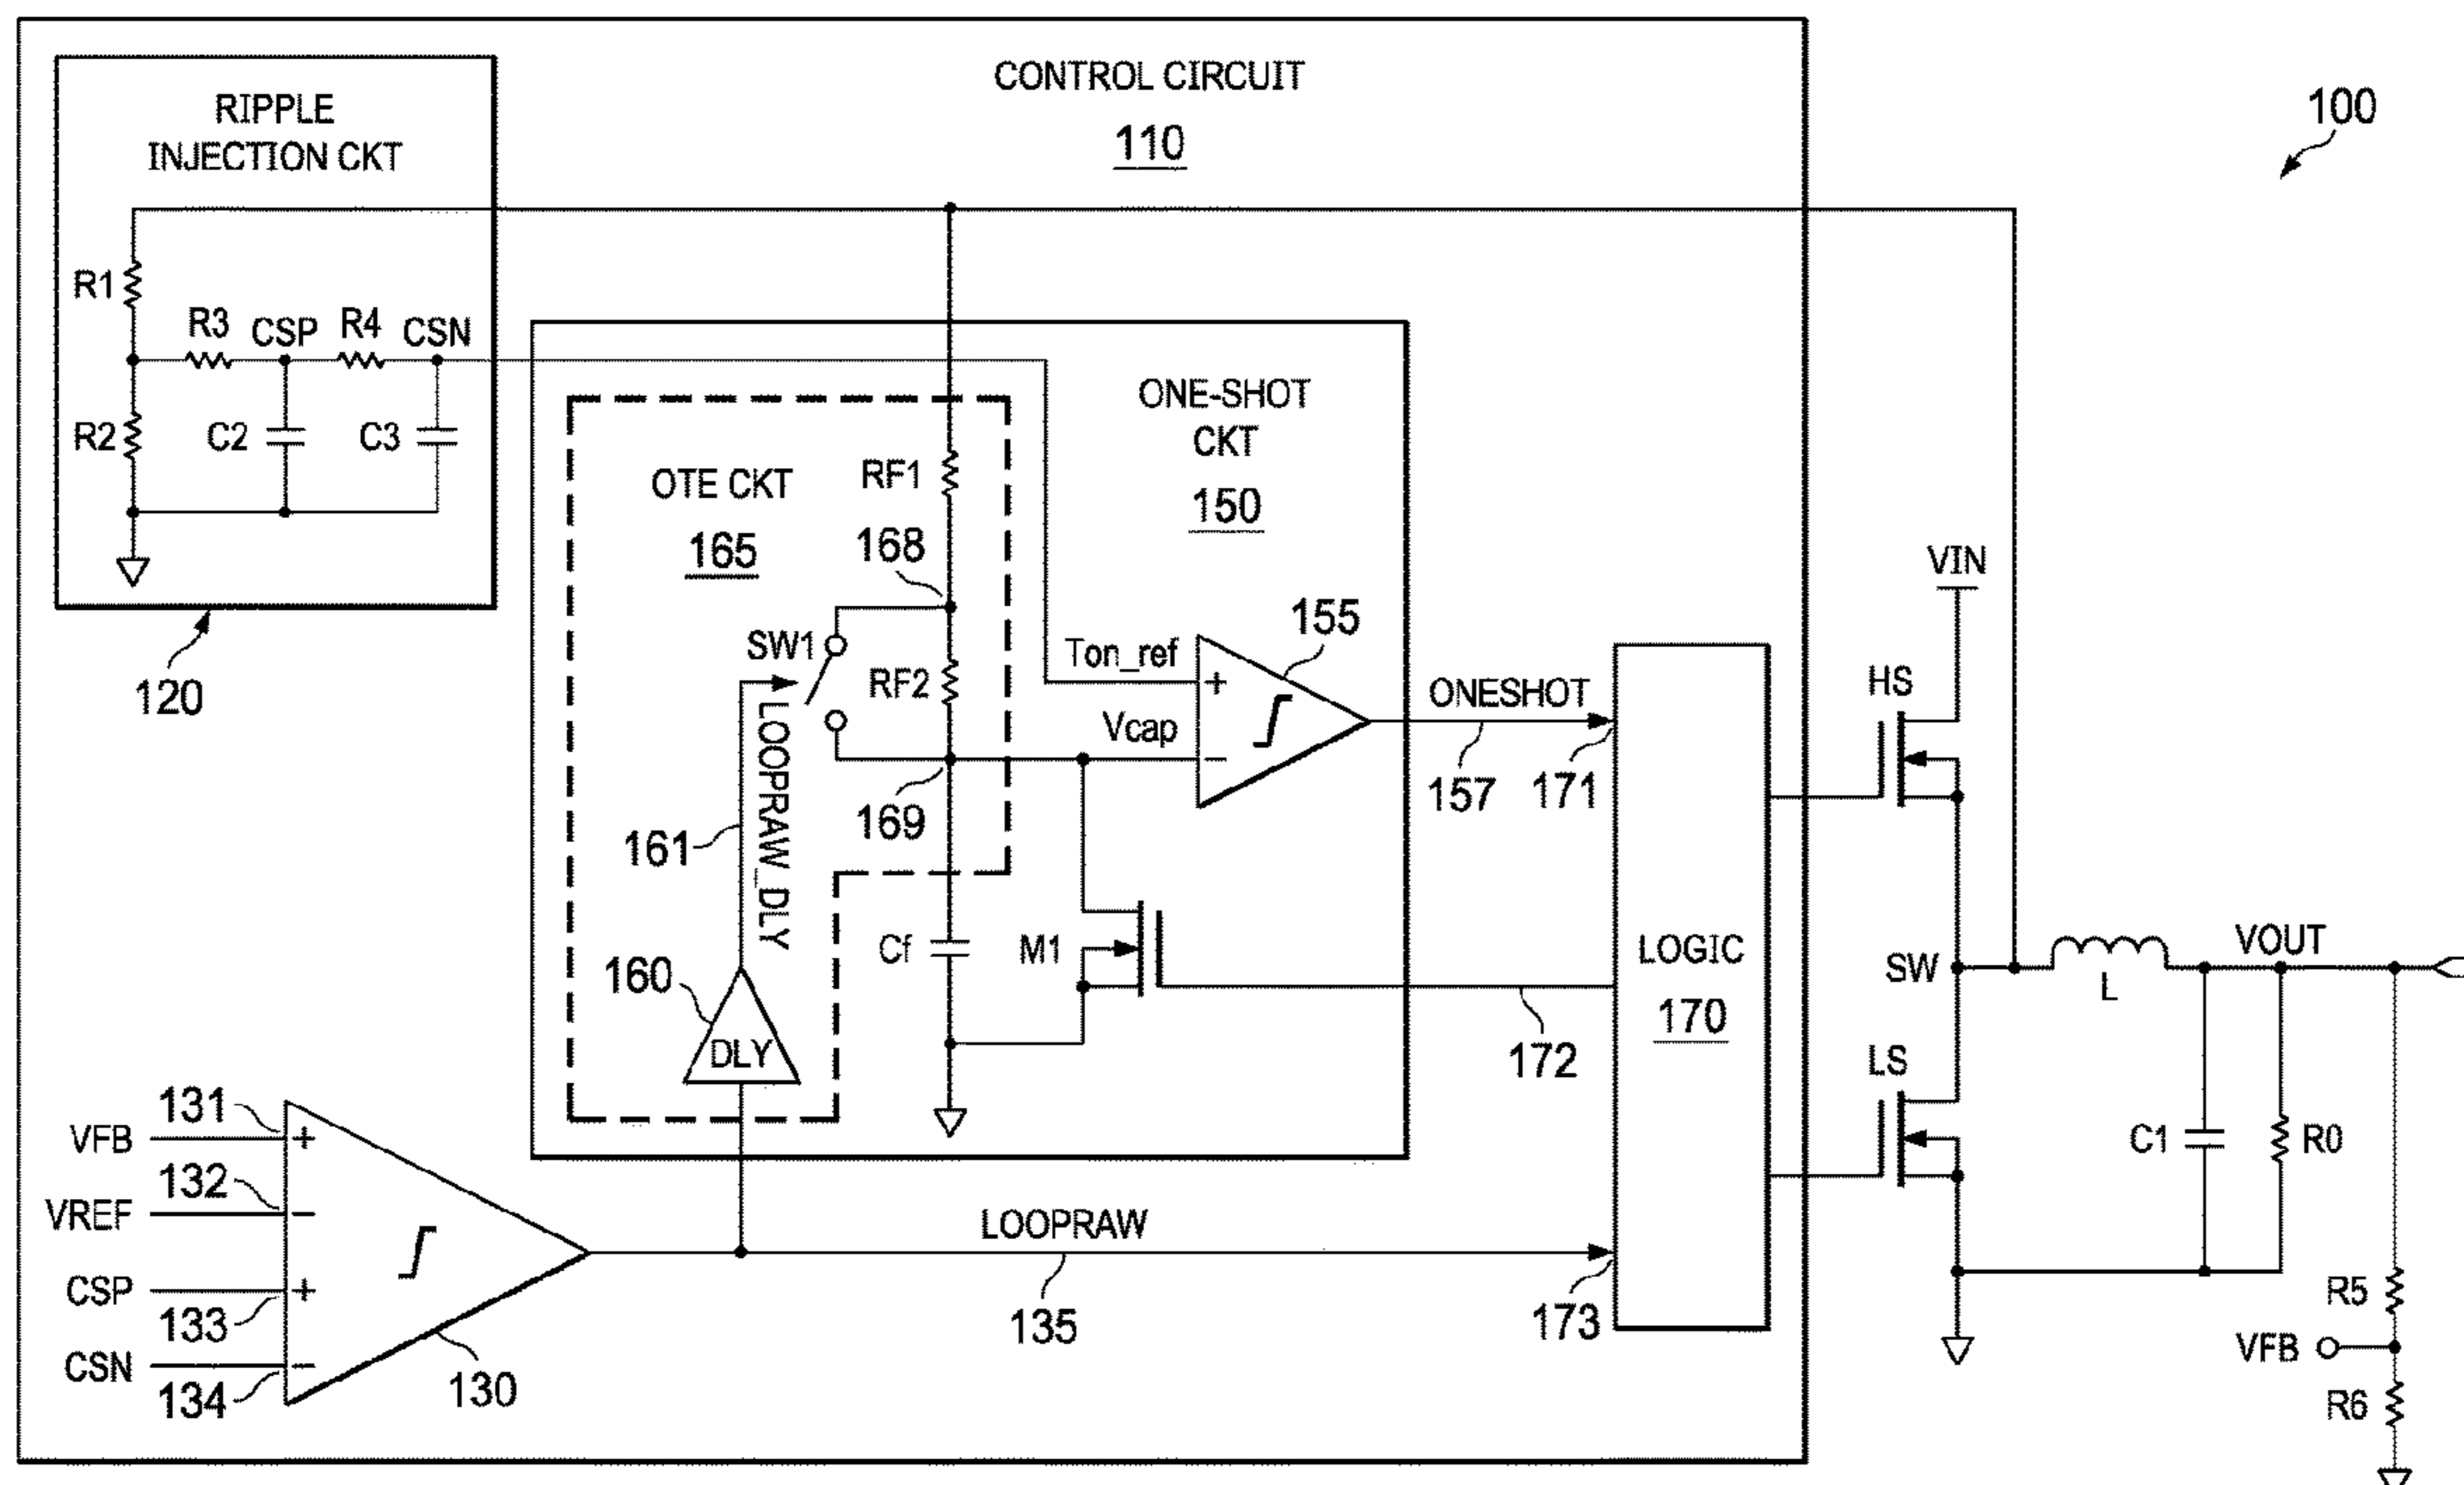 CONTROL CIRCUIT
110
100
RIPPLE
INJECTION CKT
R1
R3
CSP
R4
CSN
R2
C2
C3
120
ONE-SHOT
CKT
150
OTE CKT
165
RF1
168
SW1
RF2
Ton_ref
+
155
Vcap
−
169
161
LOOPRAW_DLY
160
DLY
Cf
M1
ONESHOT
157
171
172
LOGIC
170
VIN
HS
SW
LS
L
VOUT
C1
R0
R5
VFB
R6
VFB
131
+
VREF
132
−
CSP
133
+
CSN
134
−
130
LOOPRAW
135
173